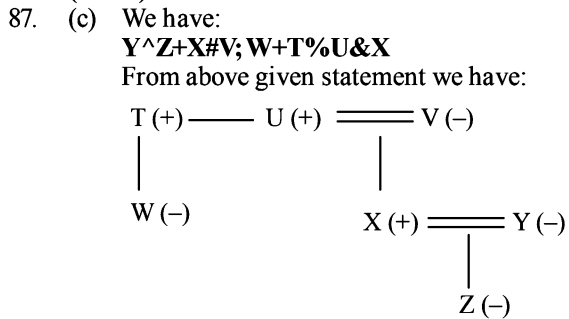 87. (c) We have:
Y^Z+X#V; W+T%U&X
From above given statement we have:
T (+) U (+) V (–)
W (–)
X (+) Y (–)
Z (–)